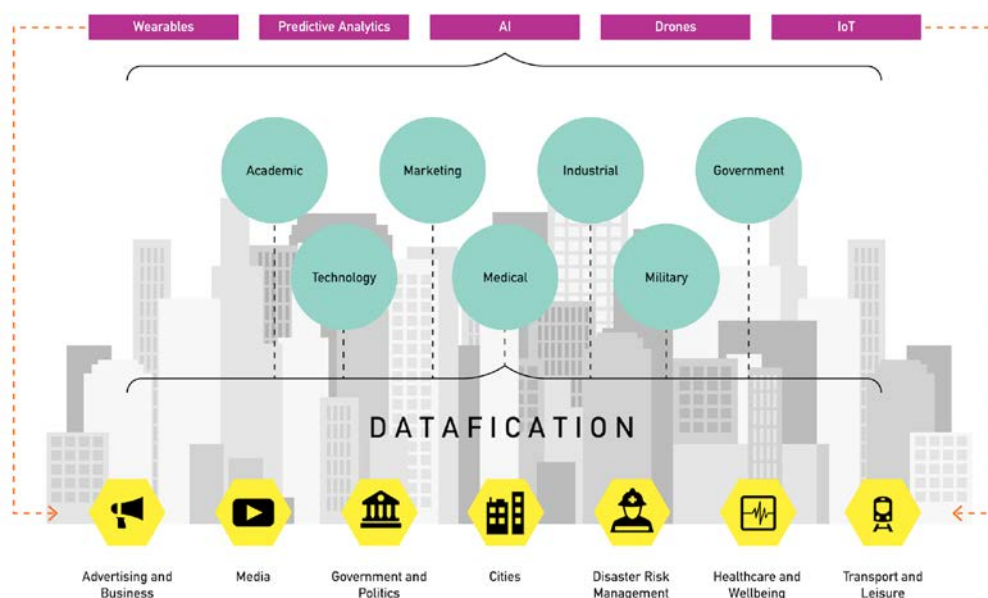 Wearables
Predictive Analytics
AI
Drones
IoT
Academic
Marketing
Industrial
Government
Technology
Medical
Military
DATAFICATION
Advertising and
Business
Media
Government and
Politics
Cities
Disaster Risk
Management
Healthcare and
Wellbeing
Transport and
Leisure